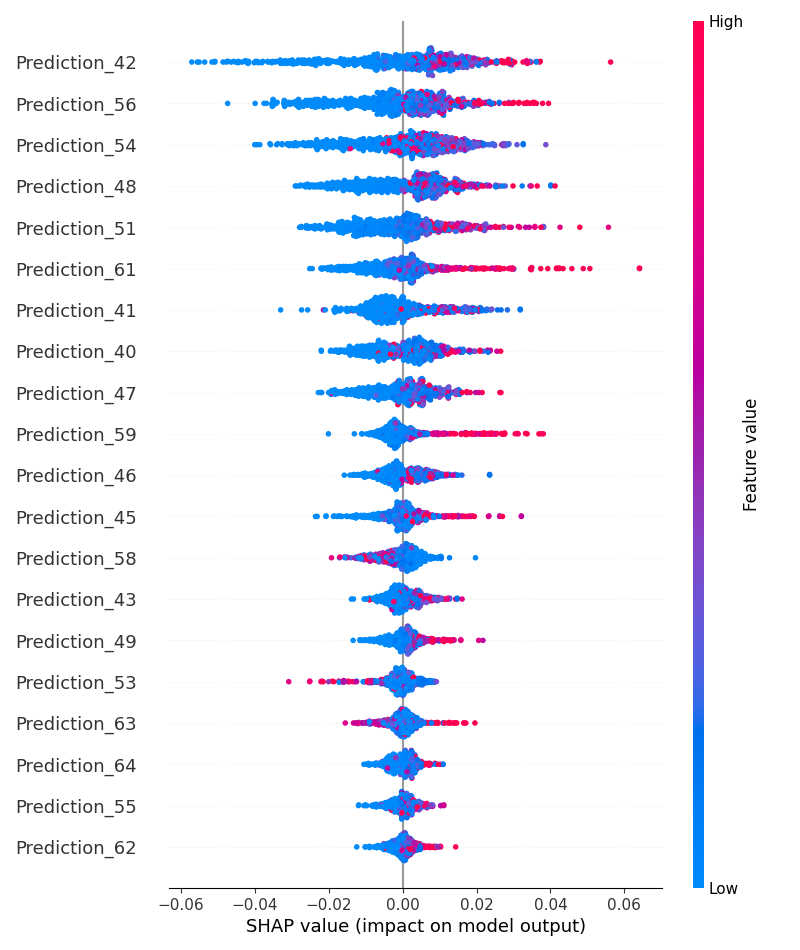 High
Prediction_42
Prediction_56
Prediction_54
Prediction_48
Prediction_51
Prediction_61
Prediction_41
Prediction_40
Prediction_47
Prediction_59
Prediction_46
Prediction_45
Prediction_58
Prediction_43
Prediction_49
Prediction_53
Prediction_63
Prediction_64
Prediction_55
Prediction_62
Feature value
Low
−0.06 −0.04 −0.02 0.00 0.02 0.04 0.06
SHAP value (impact on model output)